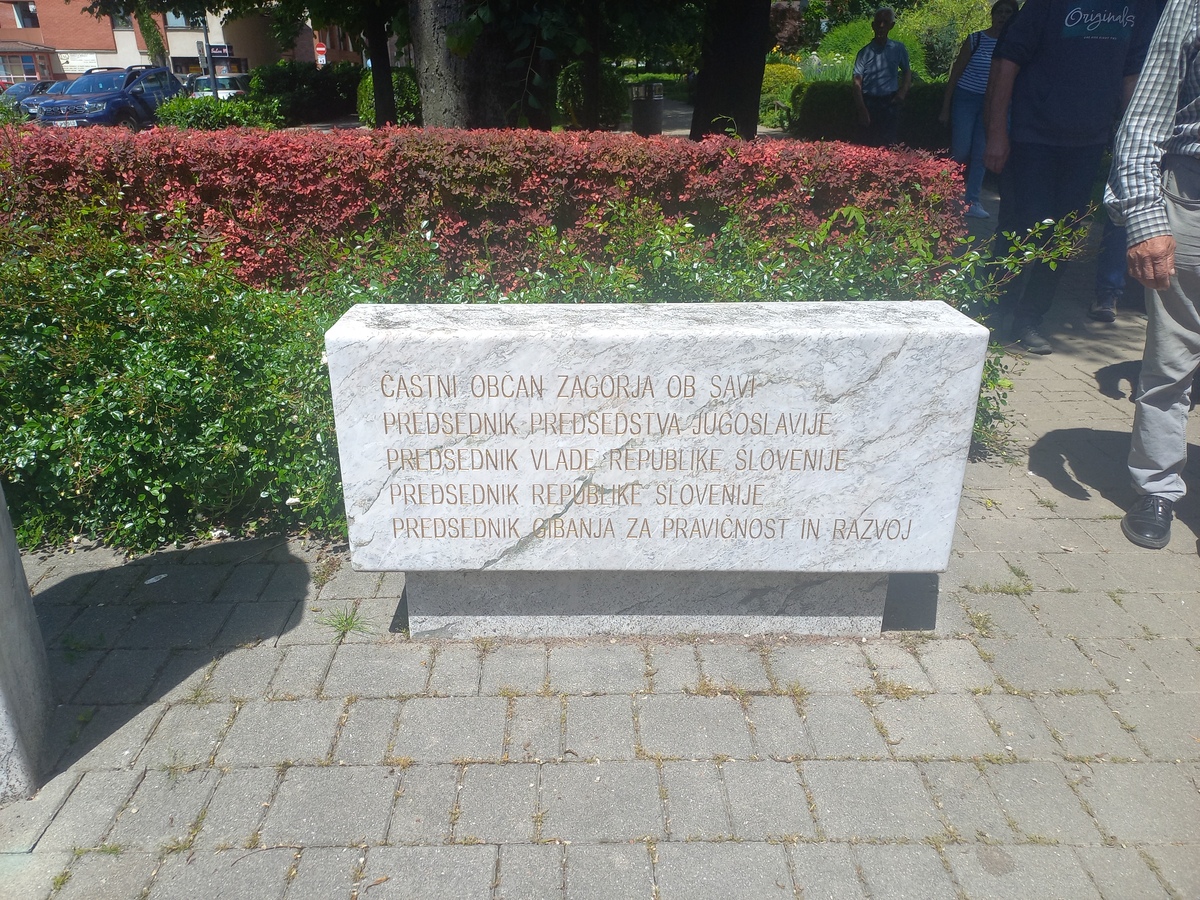 ČASTNI OBČAN ZAGORJA OB SAVI
PREDSEDNIK PREDSEDSTVA JUGOSLAVIJE
PREDSEDNIK VLADE REPUBLIKE SLOVENIJE
PREDSEDNIK REPUBLIKE SLOVENIJE
PREDSEDNIK GIBANJA ZA PRAVIČNOST IN RAZVOJ
Originals